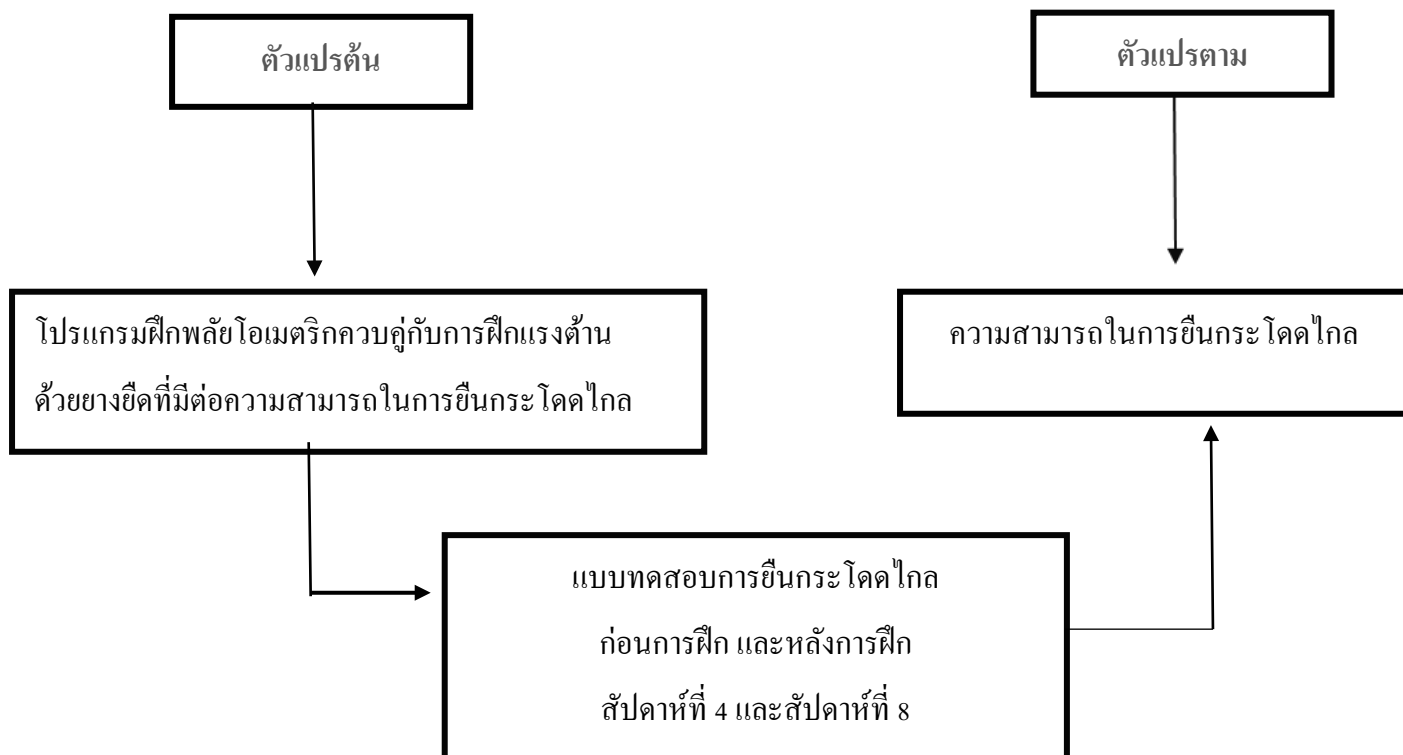 ตัวแปรต้น
ตัวแปรตาม
โปรแกรมฝึกพลัยโอเมตริกควบคู่กับการฝึกแรงต้าน
ด้วยยางยืดที่มีต่อความสามารถในการยืนกระโดดไกล
ความสามารถในการยืนกระโดดไกล
แบบทดสอบการยืนกระโดดไกล
ก่อนการฝึก และหลังการฝึก
สัปดาห์ที่ 4 และสัปดาห์ที่ 8